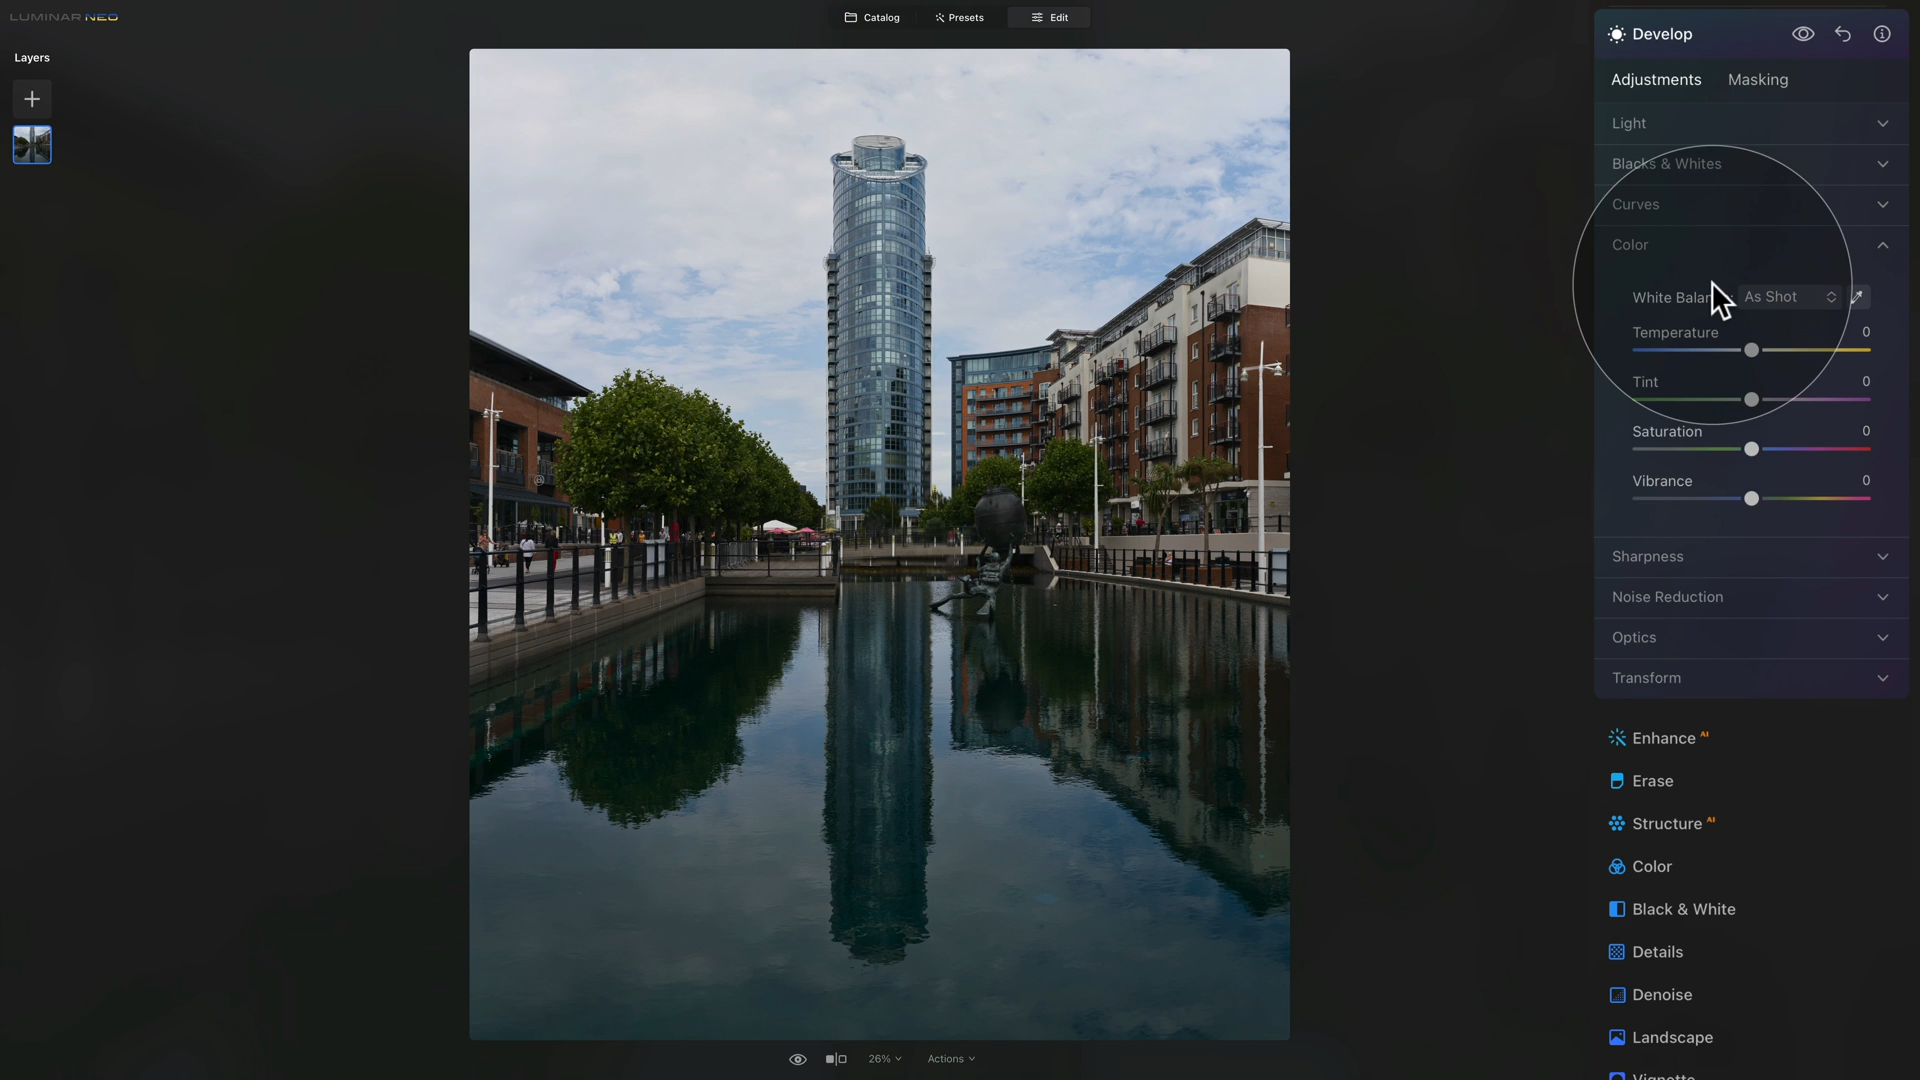 LUMINAR NEO
Catalog
Presets
Edit
Layers
Develop
Adjustments Masking
Light
Blacks & Whites
Curves
Color
White As Shot
Temperature 0
Tint 0
Saturation 0
Vibrance 0
Sharpness
Noise Reduction
Optics
Transform
Enhance AI
Erase
Structure AI
Color
Black & White
Details
Denoise
Landscape
Vignette
26% Actions